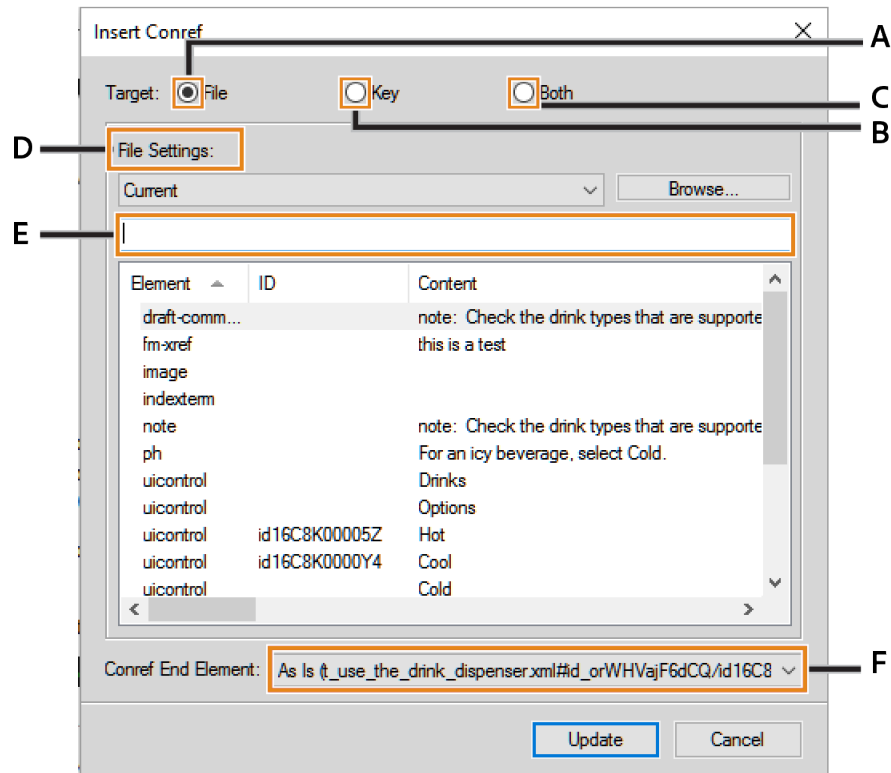 Insert Conref
A
Target: File Key Both
C
B
D
File Settings:
Current Browse...
E
Element ID Content
draft-comm... note: Check the drink types that are supporte
fm-xref this is a test
image
indexterm
note note: Check the drink types that are supporte
ph For an icy beverage, select Cold.
uicontrol Drinks
uicontrol Options
uicontrol id16C8K00005Z Hot
uicontrol id16C8K0000Y4 Cool
uicontrol Cold
Conref End Element: As Is (t_use_the_drink_dispenser.xml#id_orWHVajF6dCQ/id16C8
F
Update Cancel